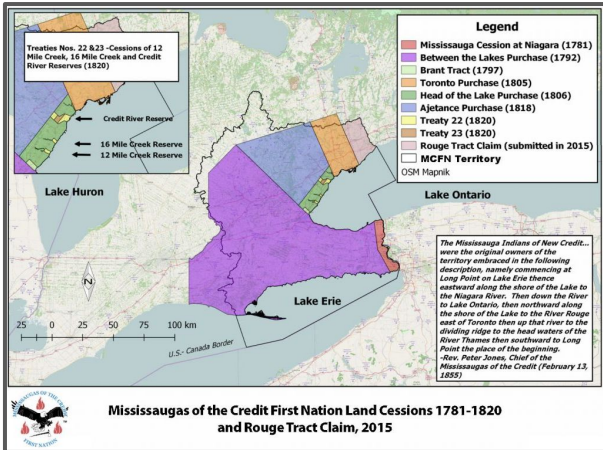 Treaties Nos. 22 &23 -Cessions of 12
Mile Creek, 16 Mile Creek and Credit
River Reserves (1820)
Credit River Reserve
16 Mile Creek Reserve
12 Mile Creek Reserve
Legend
Mississauga Cession at Niagara (1781)
Between the Lakes Purchase (1792)
Brant Tract (1797)
Toronto Purchase (1805)
Head of the Lake Purchase (1806)
Ajetance Purchase (1818)
Treaty 22 (1820)
Treaty 23 (1820)
Rouge Tract Claim (submitted in 2015)
MCFN Territory
OSM Mapnik
Lake Huron
Lake Ontario
Lake Erie
N
25 0 25 50 75 100 km
U.S.- Canada Border
The Mississauga Indians of New Credit...
were the original owners of the
territory embraced in the following
description, namely commencing at
Long Point on Lake Erie thence
eastward along the shore of the Lake to
the Niagara River. Then down the River
to Lake Ontario, then northward along
the shore of the Lake to the River Rouge
east of Toronto then up that river to the
dividing ridge to the head waters of the
River Thames then southward to Long
Point the place of the beginning.
-Rev. Peter Jones, Chief of the
Mississaugas of the Credit (February 13,
1855)
MISSISSAUGAS OF THE CREDIT
FIRST NATION
Mississaugas of the Credit First Nation Land Cessions 1781-1820
and Rouge Tract Claim, 2015